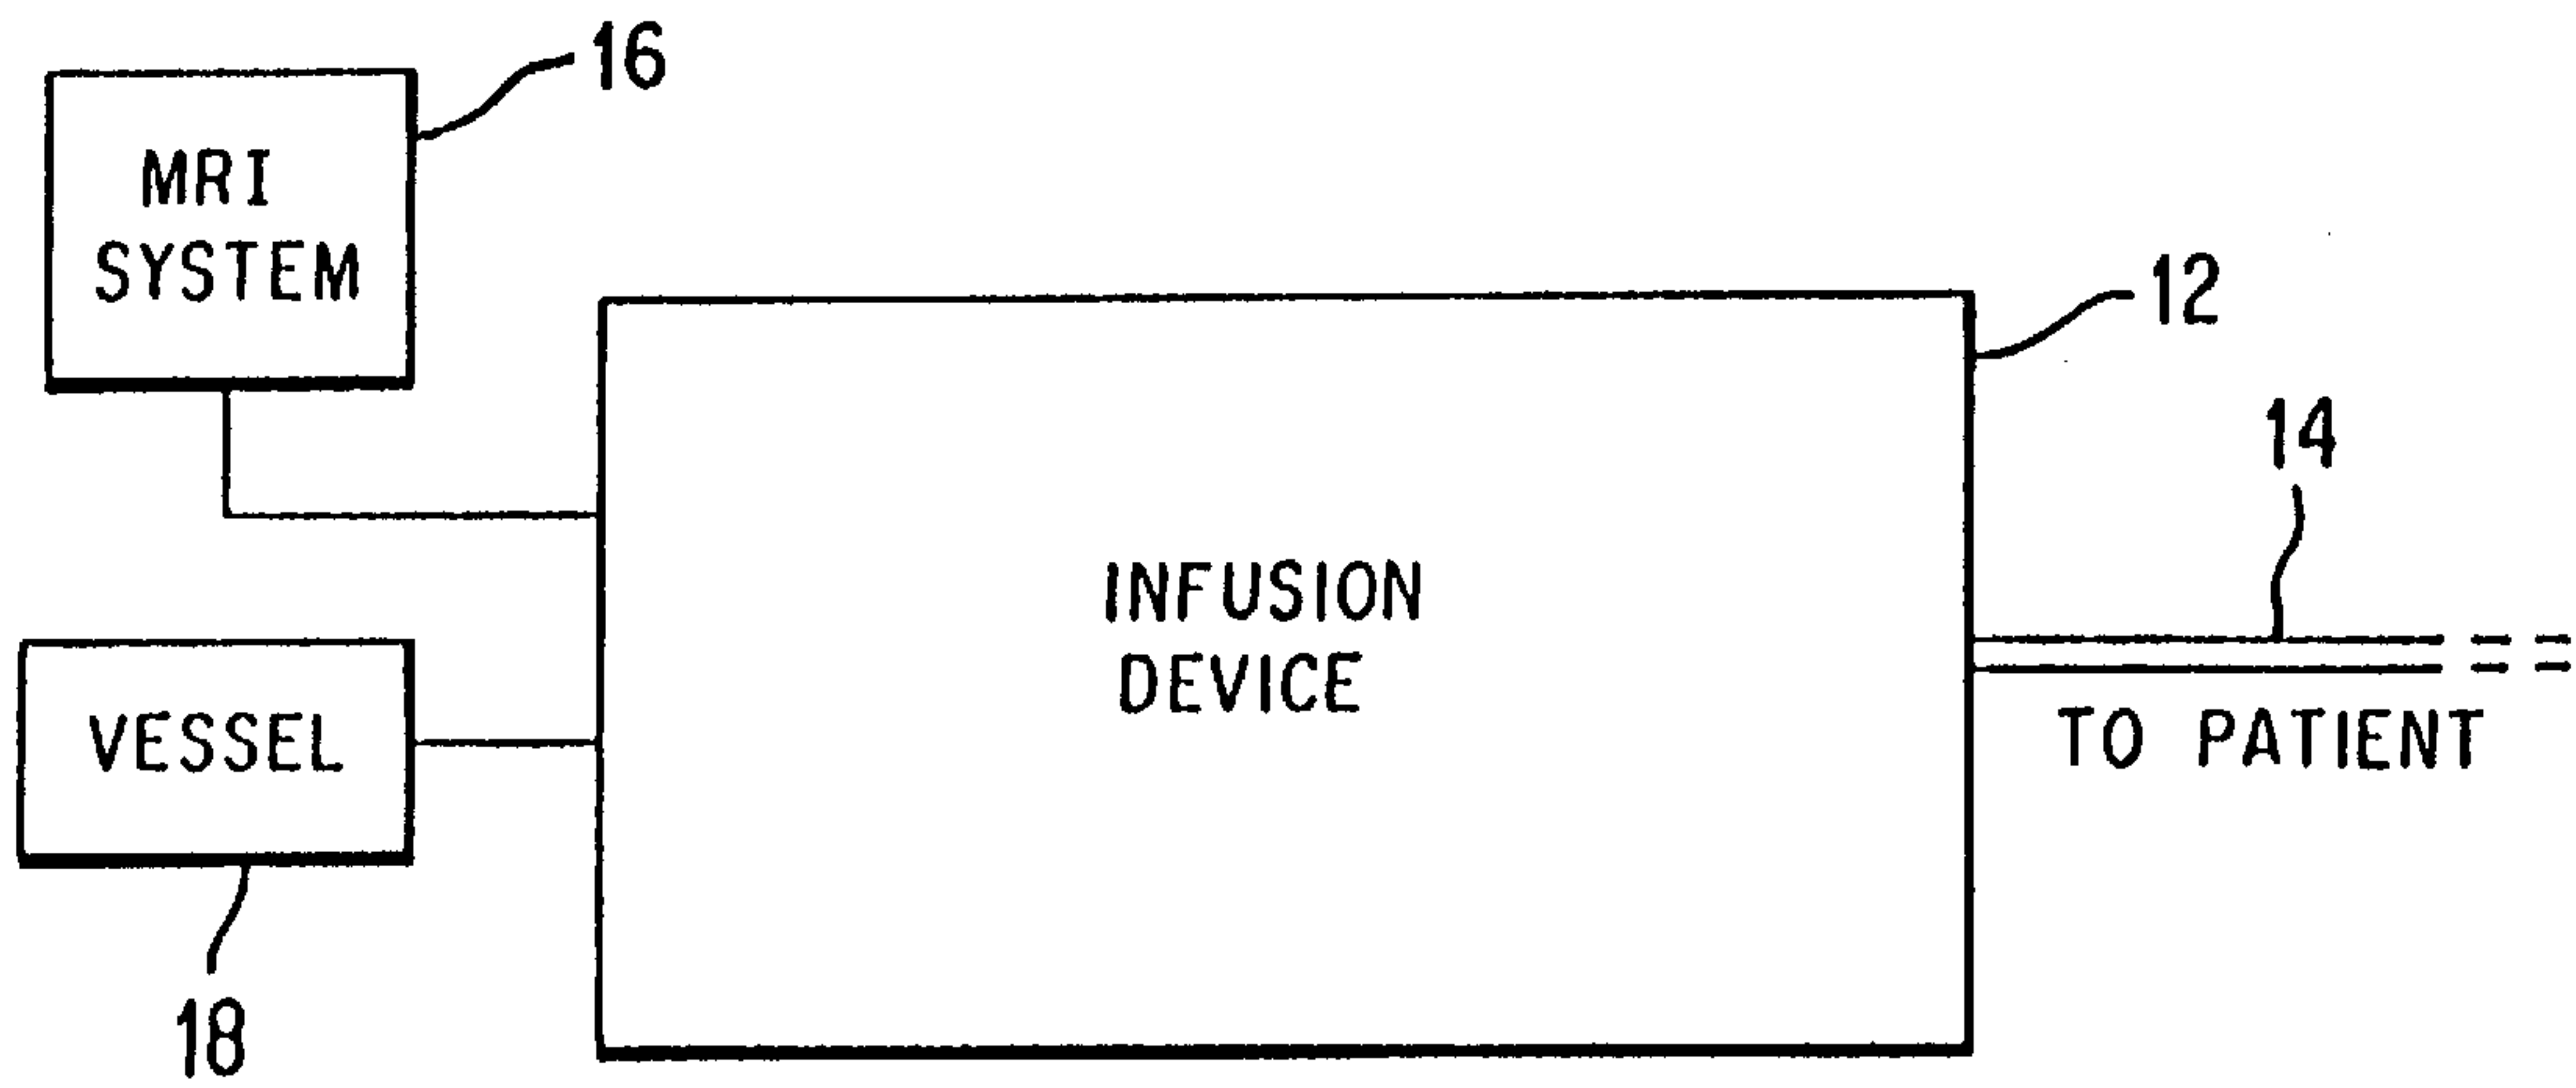 16
MRI
SYSTEM
12
14
INFUSION
DEVICE
VESSEL
TO PATIENT
18